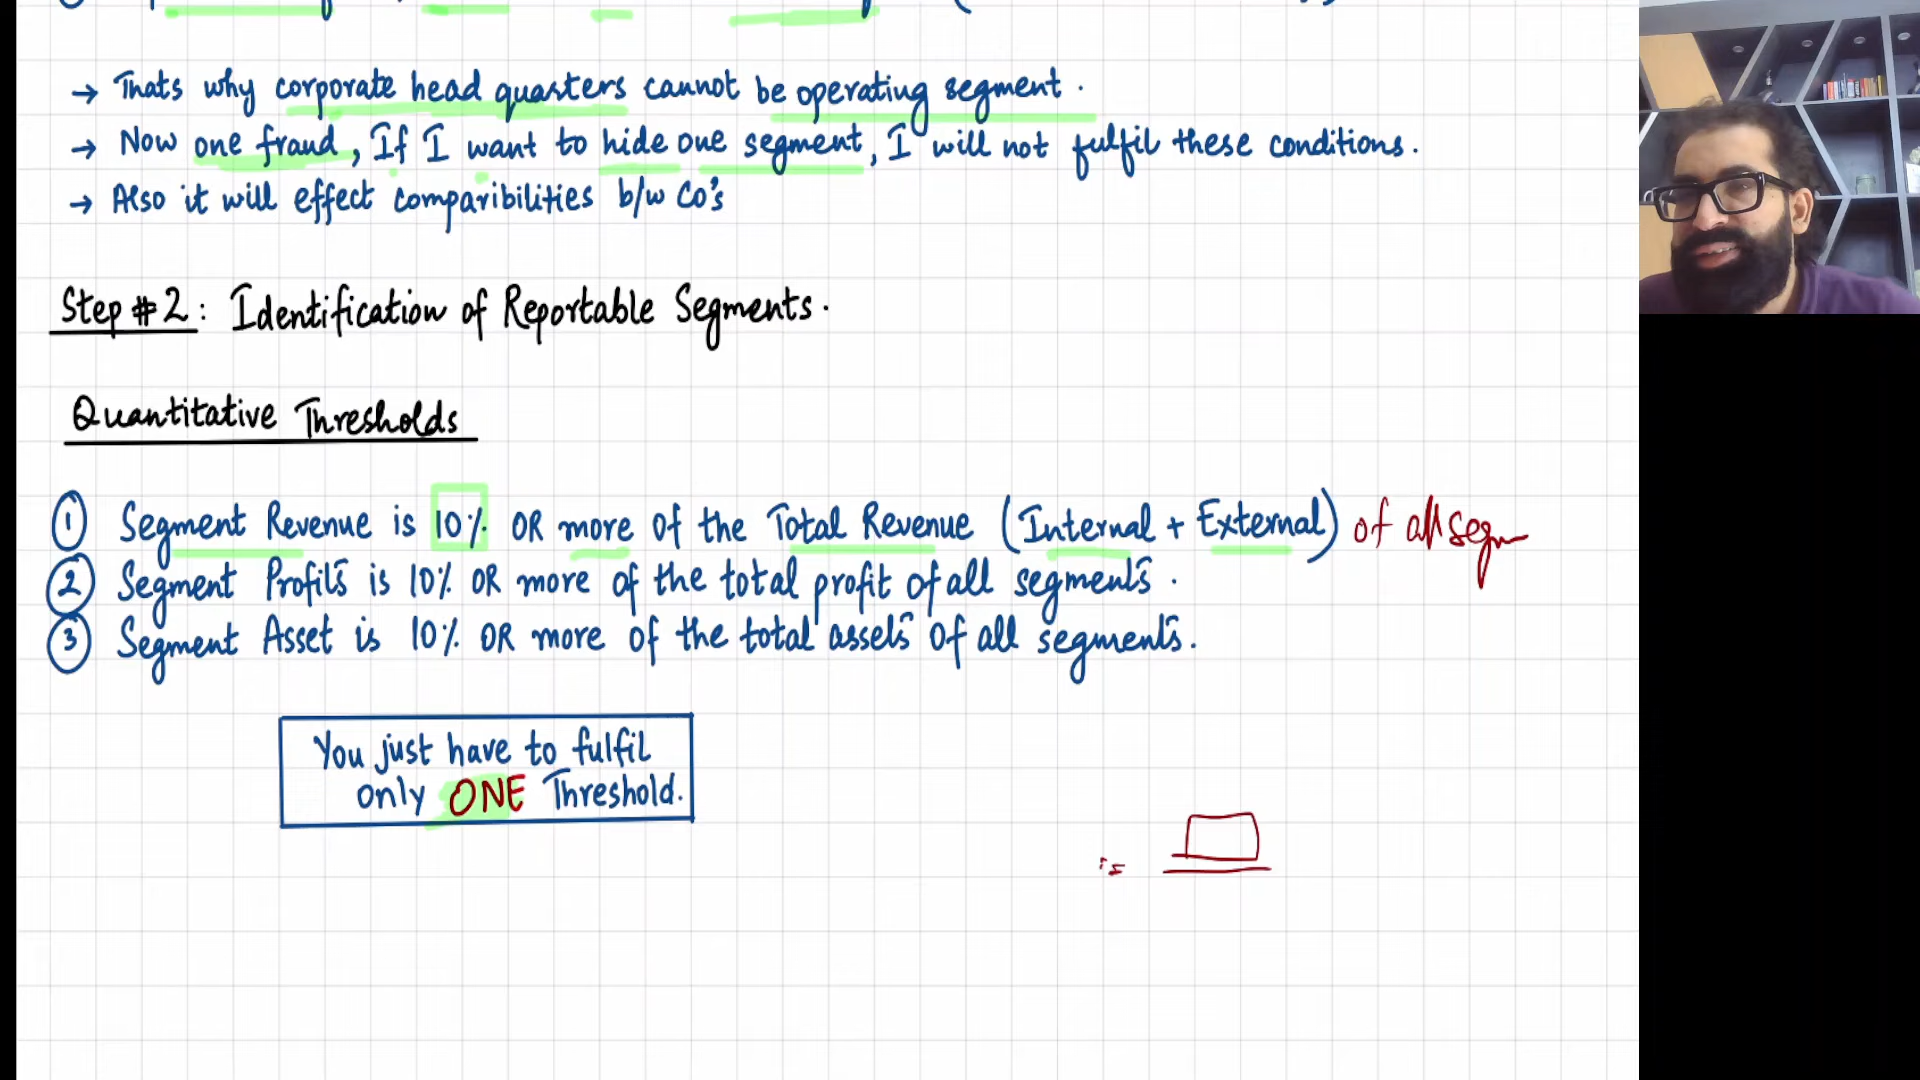 → Thats why corporate head quarters cannot be operating segment.
→ Now one fraud, If I want to hide one segment, I will not fulfil these conditions.
→ Also it will effect comparibilities b/w Co's
Step #2: Identification of Reportable Segments.
Quantitative Thresholds
① Segment Revenue is 10% OR more of the Total Revenue (Internal + External) of all segm
② Segment Profits is 10% OR more of the total profit of all segments.
③ Segment Asset is 10% OR more of the total assets of all segments.
You just have to fulfil
only ONE Threshold.